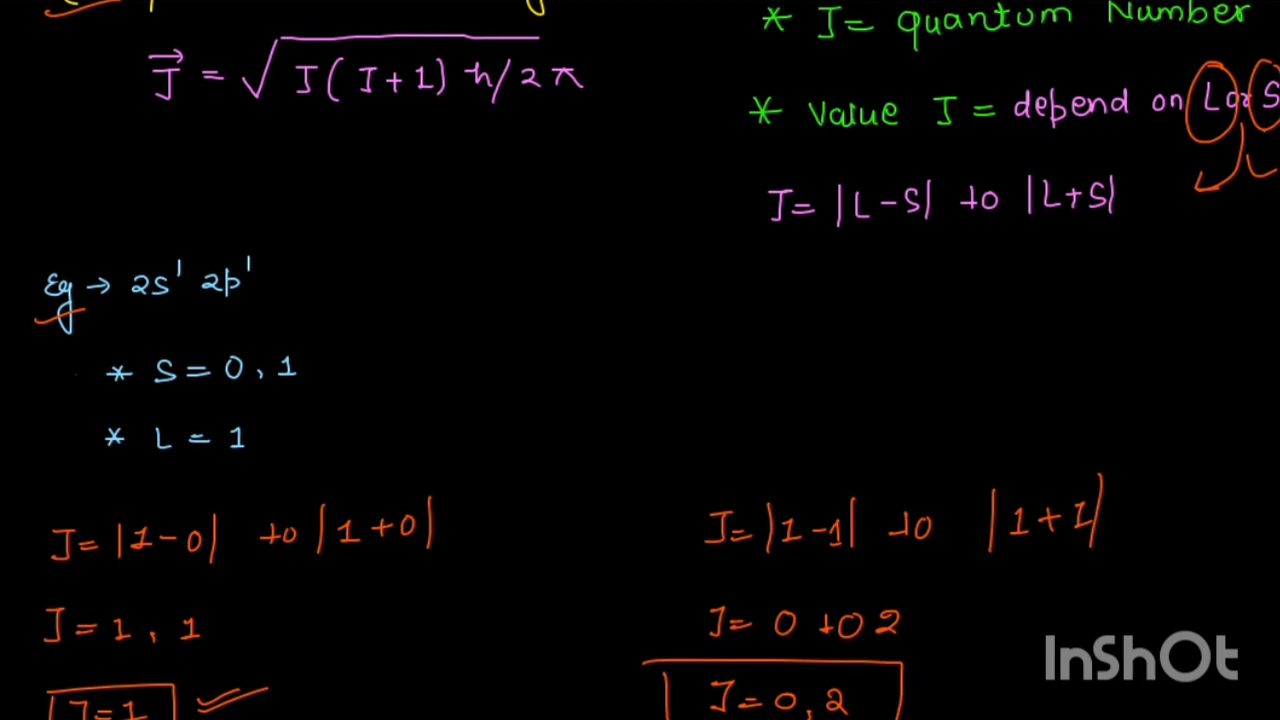 * J = quantum Number
J⃗ = √J(J+1) h/2π
* Value J = depend on L or S
J = |L-S| to |L+S|
Eg → 2s¹ 2p¹
* S = 0, 1
* L = 1
J = |1-0| to |1+0|
J = |1-1| to |1+1|
J = 1, 1
J = 0 to 2
J = 1
J = 0, 2
InShOt